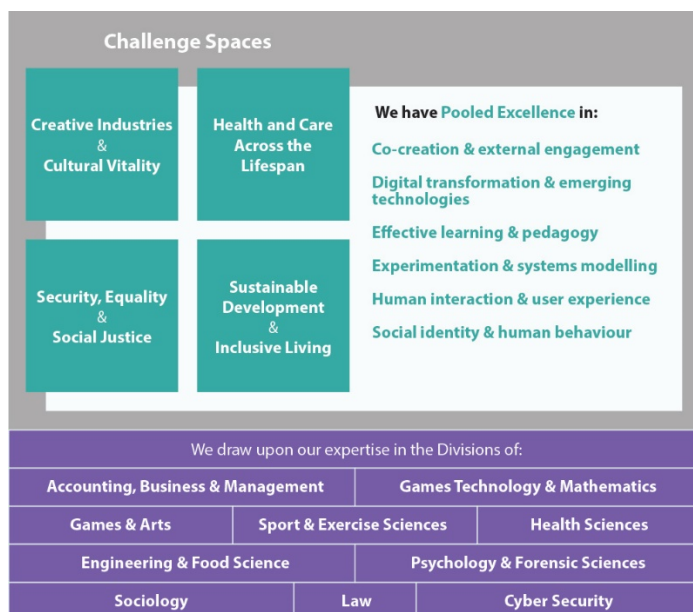 Challenge Spaces
Creative Industries
&
Cultural Vitality
Health and Care
Across the
Lifespan
Security, Equality
&
Social Justice
Sustainable
Development
&
Inclusive Living
We have Pooled Excellence in:
Co-creation & external engagement
Digital transformation & emerging
technologies
Effective learning & pedagogy
Experimentation & systems modelling
Human interaction & user experience
Social identity & human behaviour
We draw upon our expertise in the Divisions of:
Accounting, Business & Management
Games Technology & Mathematics
Games & Arts
Sport & Exercise Sciences
Health Sciences
Engineering & Food Science
Psychology & Forensic Sciences
Sociology
Law
Cyber Security